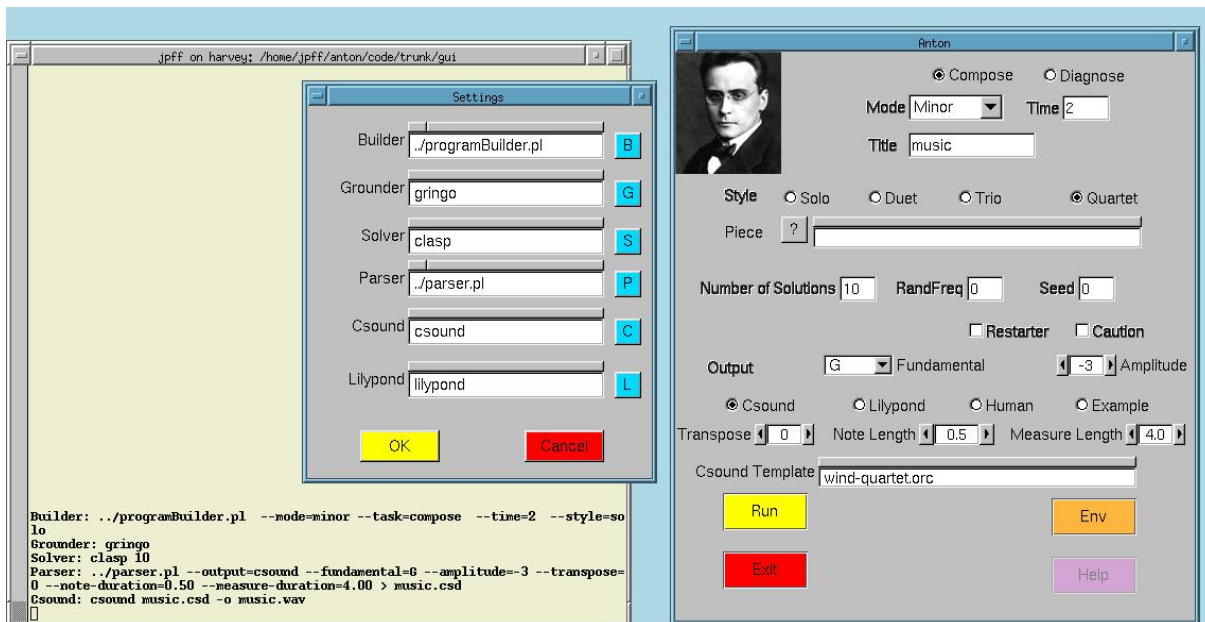 jpff on harvey: /home/jpff/anton/code/trunk/gui
Builder: ../programBuilder.pl --mode=minor --task=compose --time=2 --style=so
lo
Grounder: gringo
Solver: clasp 10
Parser: ../parser.pl --output=csound --fundamental=G --amplitude=-3 --transpose=
0 --note-duration=0.50 --measure-duration=4.00 > music.csd
Csound: csound music.csd -o music.wav
Settings
Builder ../programBuilder.pl B
Grounder gringo G
Solver clasp S
Parser ../parser.pl P
Csound csound C
Lilypond lilypond L
OK Cancel
Anton
Compose Diagnose
Mode Minor Time 2
Title music
Style Solo Duet Trio Quartet
Piece ?
Number of Solutions 10 RandFreq 0 Seed 0
Restarter Caution
Output G Fundamental -3 Amplitude
Csound Lilypond Human Example
Transpose 0 Note Length 0.5 Measure Length 4.0
Csound Template wind-quartet.orc
Run Env
Exit Help